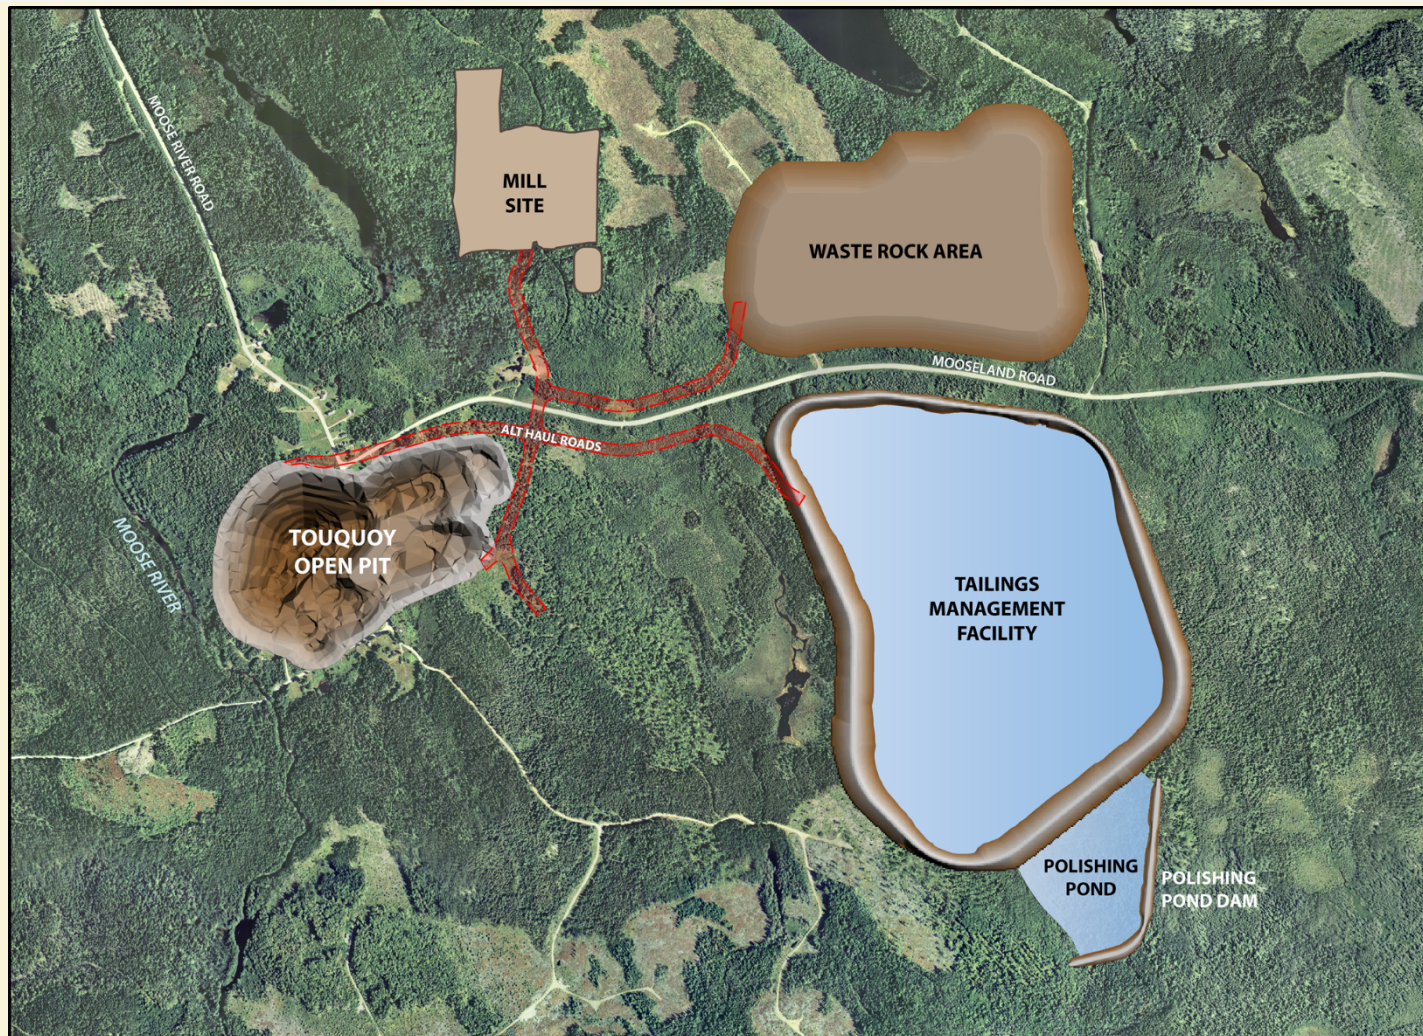 MOOSE RIVER ROAD
MILL
SITE
WASTE ROCK AREA
MOOSELAND ROAD
ALT HAUL ROADS
TOUQUOY
OPEN PIT
MOOSE RIVER
TAILINGS
MANAGEMENT
FACILITY
POLISHING
POND
POLISHING
POND DAM